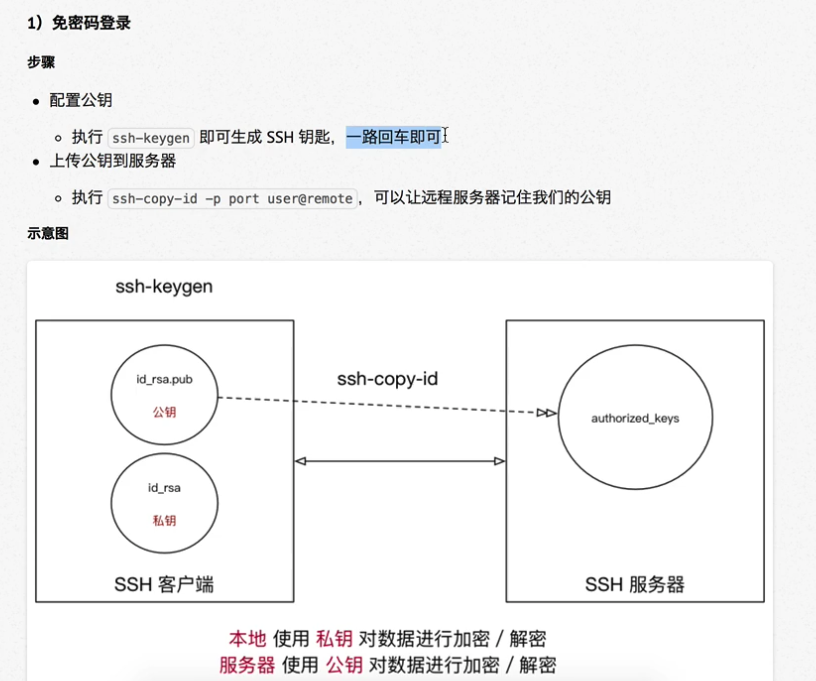 1）免密码登录
步骤
配置公钥
执行 ssh-keygen 即可生成 SSH 钥匙，一路回车即可
上传公钥到服务器
执行 ssh-copy-id -p port user@remote，可以让远程服务器记住我们的公钥
示意图
ssh-keygen
id_rsa.pub
公钥
ssh-copy-id
authorized_keys
id_rsa
私钥
SSH 客户端
SSH 服务器
本地 使用 私钥 对数据进行加密 / 解密
服务器 使用 公钥 对数据进行加密 / 解密